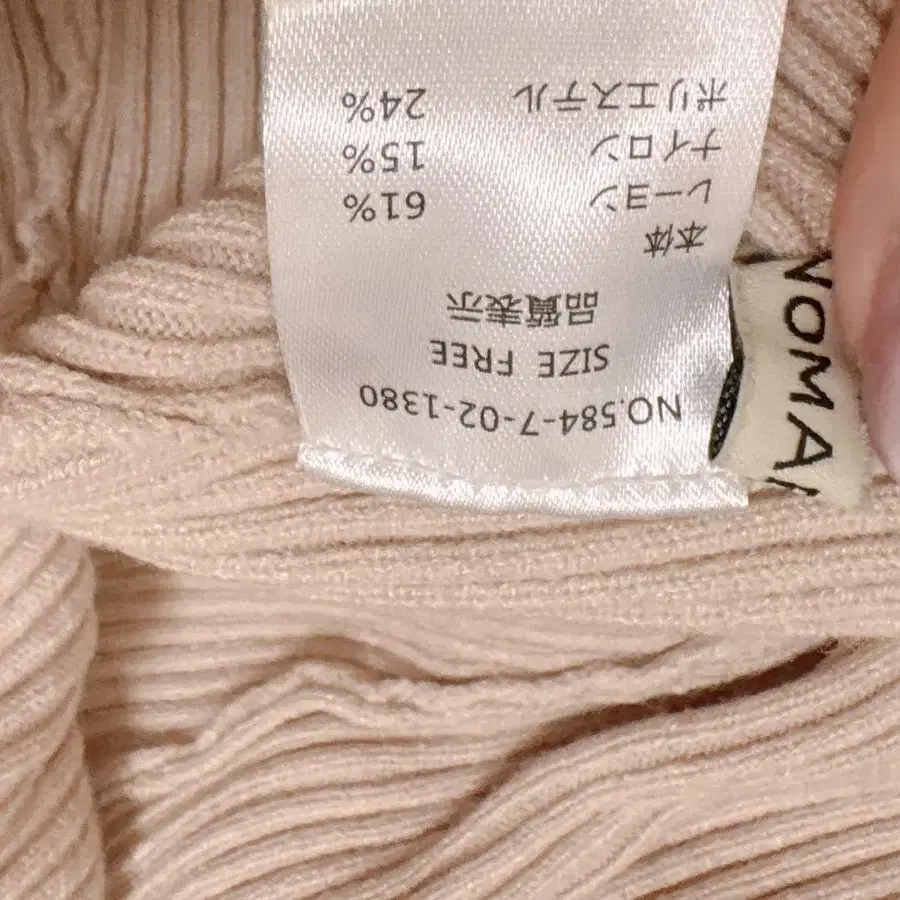 NO.584-7-02-1380
SIZE FREE
品質表示
本体
レーヨン 61%
ナイロン 15%
ポリエステル 24%